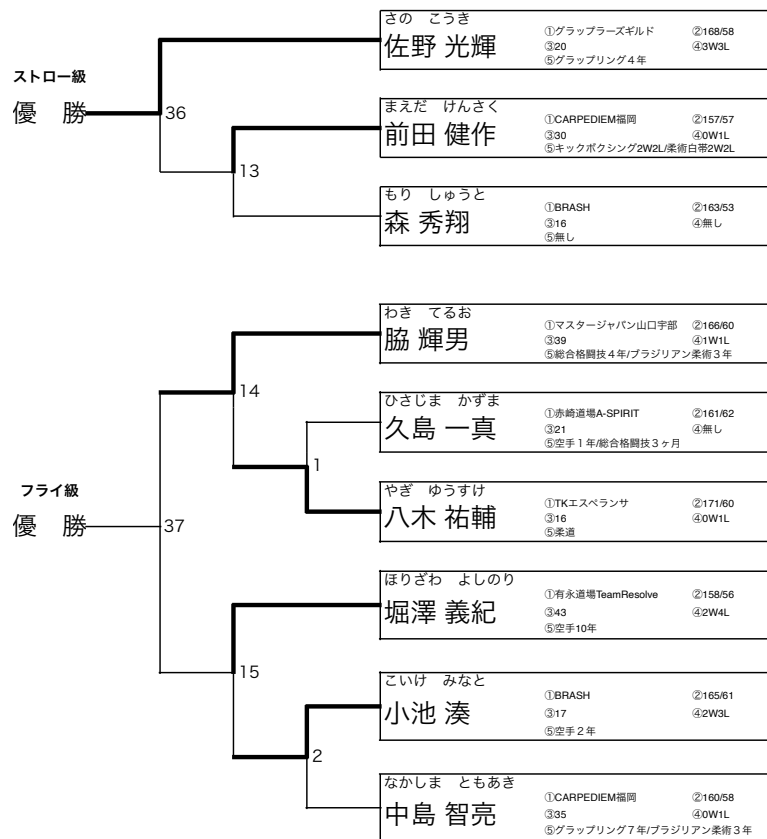 さの　こうき
佐野 光輝
①グラップラーズギルド　②168/58
③20　④3W3L
⑤グラップリング４年
ストロー級
優　勝
36
まえだ　けんさく
前田 健作
①CARPEDIEM福岡　②157/57
③30　④0W1L
⑤キックボクシング2W2L/柔術白帯2W2L
13
もり　しゅうと
森 秀翔
①BRASH　②163/53
③16　④無し
⑤無し
わき　てるお
脇 輝男
①マスタージャパン山口宇部　②166/60
③39　④1W1L
⑤総合格闘技４年/ブラジリアン柔術３年
14
ひさじま　かずま
久島 一真
①赤崎道場A-SPIRIT　②161/62
③21　④無し
⑤空手１年/総合格闘技３ヶ月
1
やぎ　ゆうすけ
八木 祐輔
①TKエスペランサ　②171/60
③16　④0W1L
⑤柔道
フライ級
優　勝
37
ほりざわ　よしのり
堀澤 義紀
①有永道場TeamResolve　②158/56
③43　④2W4L
⑤空手10年
15
こいけ　みなと
小池 湊
①BRASH　②165/61
③17　④2W3L
⑤空手２年
2
なかしま　ともあき
中島 智亮
①CARPEDIEM福岡　②160/58
③35　④0W1L
⑤グラップリング７年/ブラジリアン柔術３年